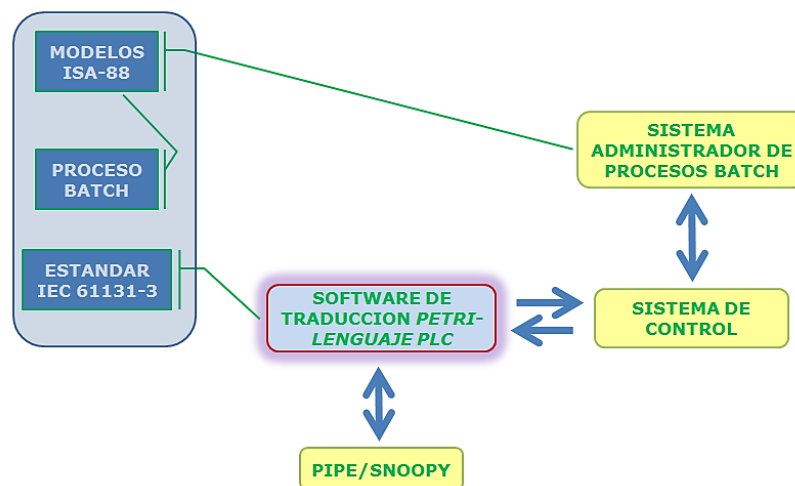 MODELOS
ISA-88
PROCESO
BATCH
ESTANDAR
IEC 61131-3
SISTEMA
ADMINISTRADOR DE
PROCESOS BATCH
SOFTWARE DE
TRADUCCION PETRI-
LENGUAJE PLC
SISTEMA DE
CONTROL
PIPE/SNOOPY